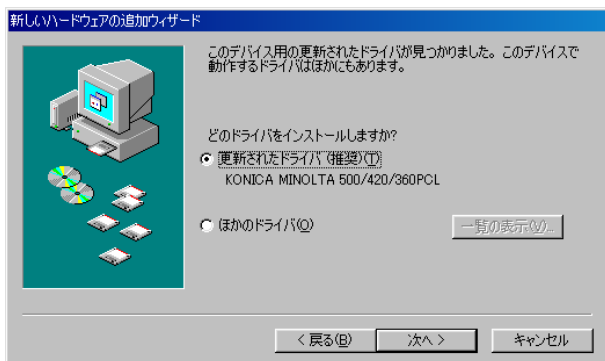 新しいハードウェアの追加ウィザード
このデバイス用の更新されたドライバが見つかりました。このデバイスで
動作するドライバはほかにもあります。
どのドライバをインストールしますか?
更新されたドライバ (推奨)(T)
KONICA MINOLTA 500/420/360PCL
ほかのドライバ(O)
一覧の表示(V)...
< 戻る(B)
次へ >
キャンセル